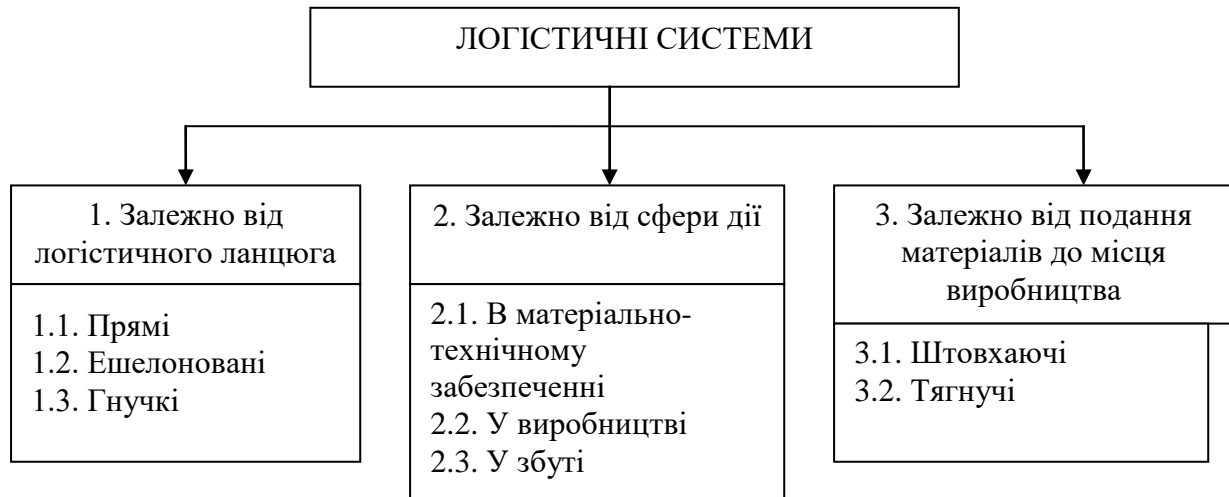 ЛОГІСТИЧНІ СИСТЕМИ
1. Залежно від
логістичного ланцюга
1.1. Прямі
1.2. Ешелоновані
1.3. Гнучкі
2. Залежно від сфери дії
2.1. В матеріально-
технічному
забезпеченні
2.2. У виробництві
2.3. У збуті
3. Залежно від подання
матеріалів до місця
виробництва
3.1. Штовхаючі
3.2. Тягнучі